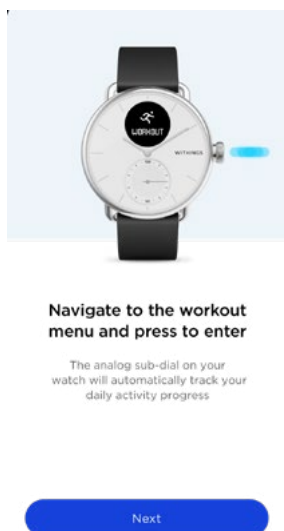 WORKOUT
WITHINGS
Navigate to the workout
menu and press to enter
The analog sub-dial on your
watch will automatically track your
daily activity progress
Next